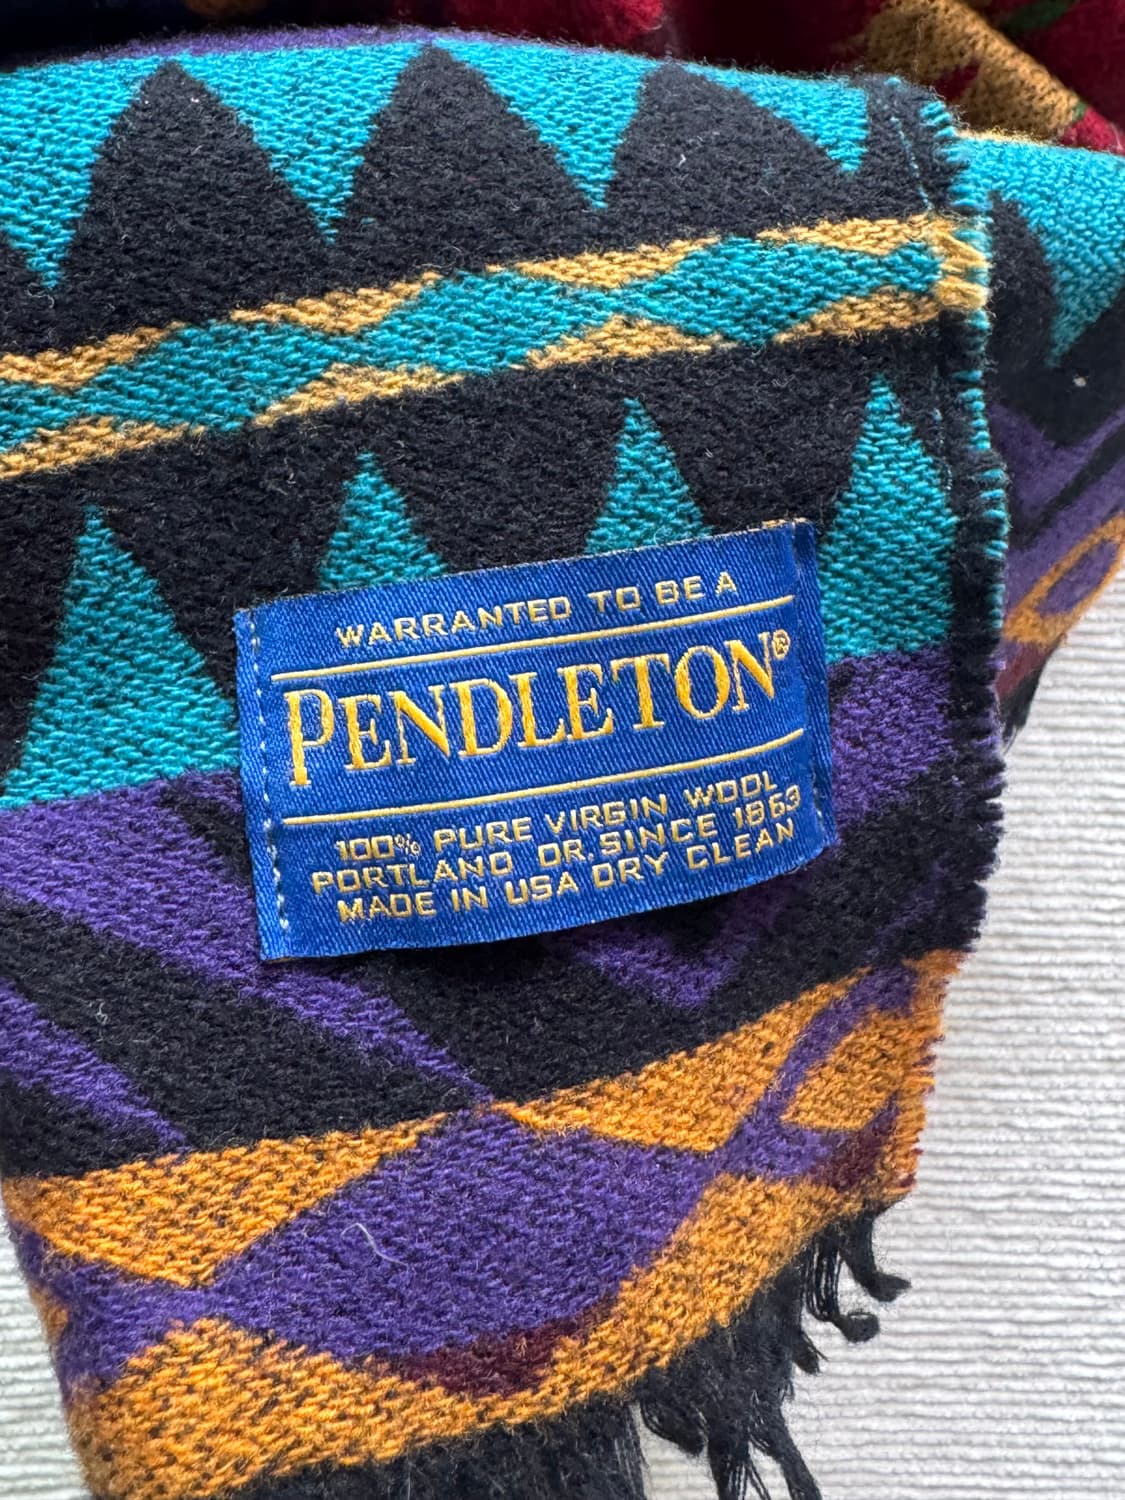 WARRANTED TO BE A
PENDLETON®
100% PURE VIRGIN WOOL
PORTLAND OR. SINCE 1863
MADE IN USA DRY CLEAN